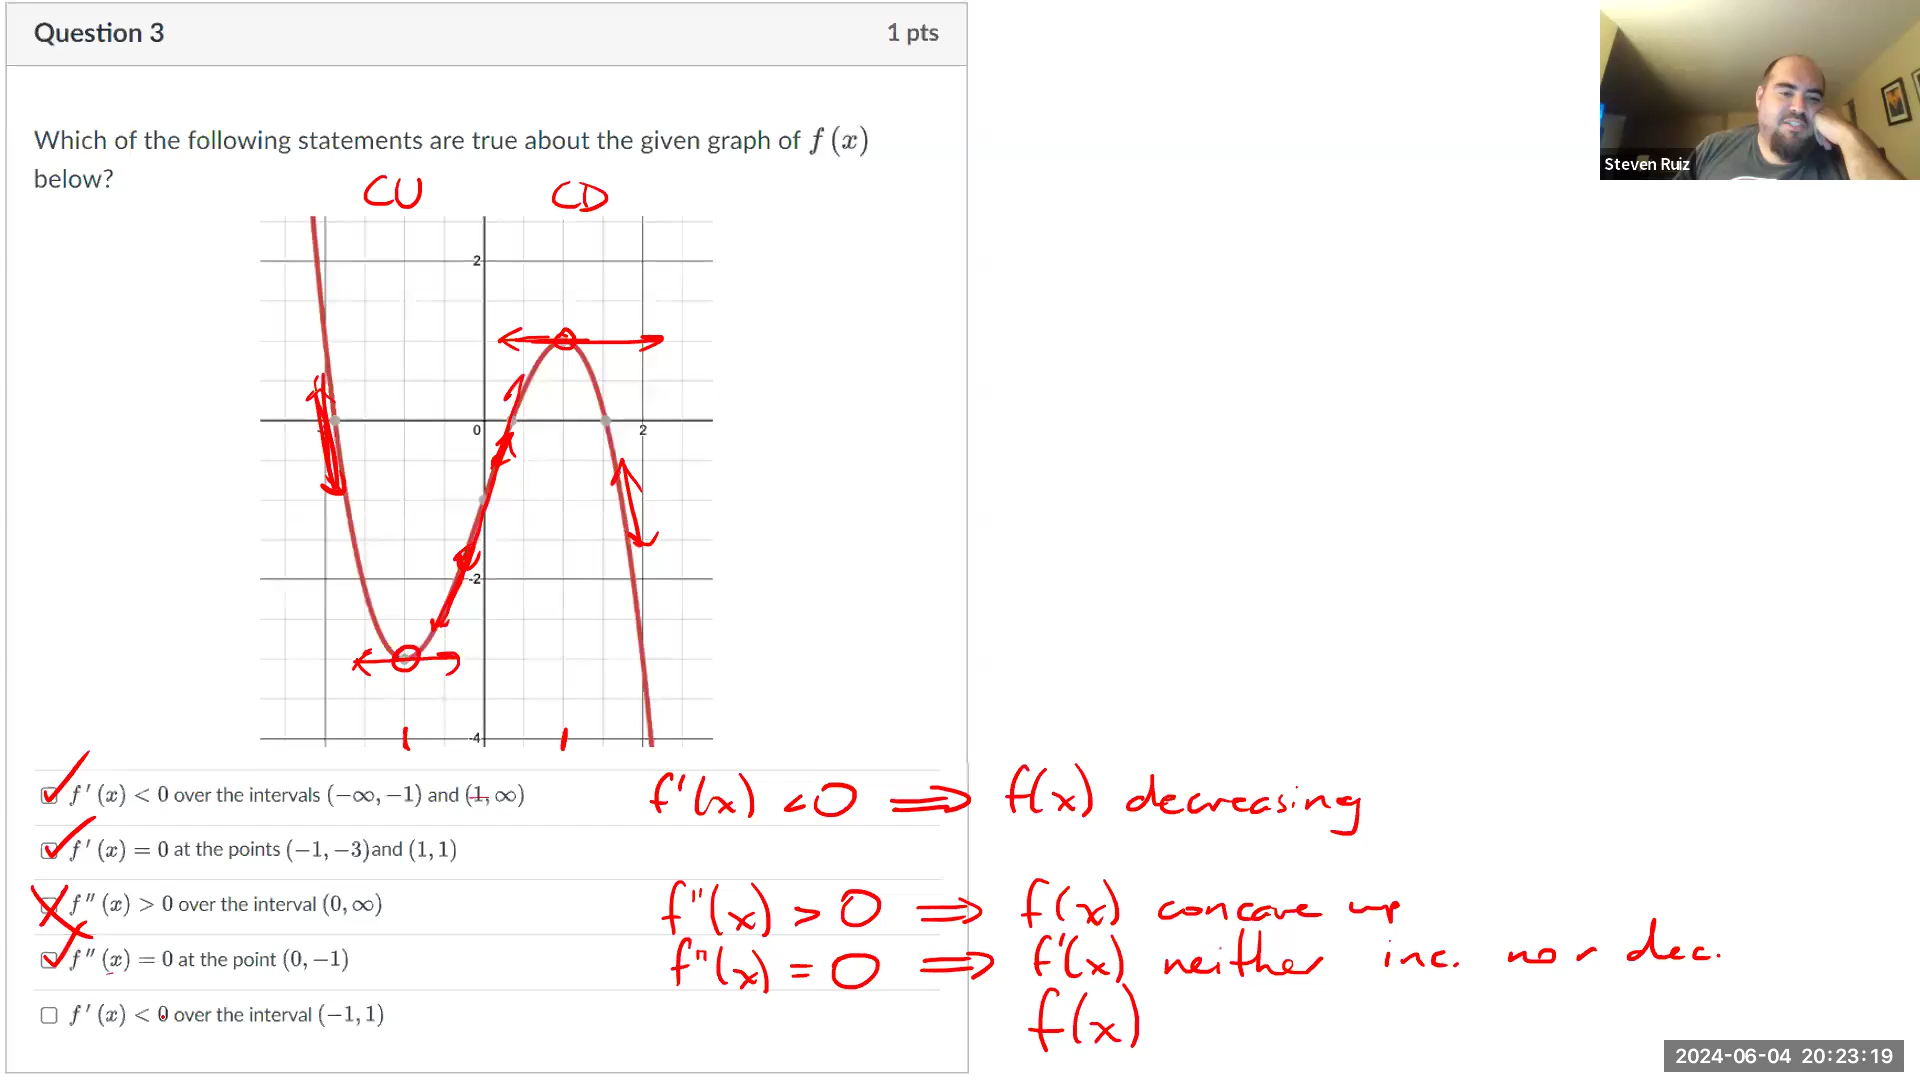 Question 3 1 pts
Steven Ruiz
Which of the following statements are true about the given graph of f (x)
below?
CU CD
2
0 2
-2
-4
f ′ (x) < 0 over the intervals (−∞, −1) and (1, ∞) f'(x) < 0 ⟹ f(x) decreasing
f ′ (x) = 0 at the points (−1, −3)and (1, 1)
f ″ (x) > 0 over the interval (0, ∞) f"(x) > 0 ⟹ f(x) concave up
f ″ (x) = 0 at the point (0, −1) f"(x) = 0 ⟹ f'(x) neither inc. nor dec.
f ′ (x) < 0 over the interval (−1, 1) f(x)
2024-06-04 20:23:19